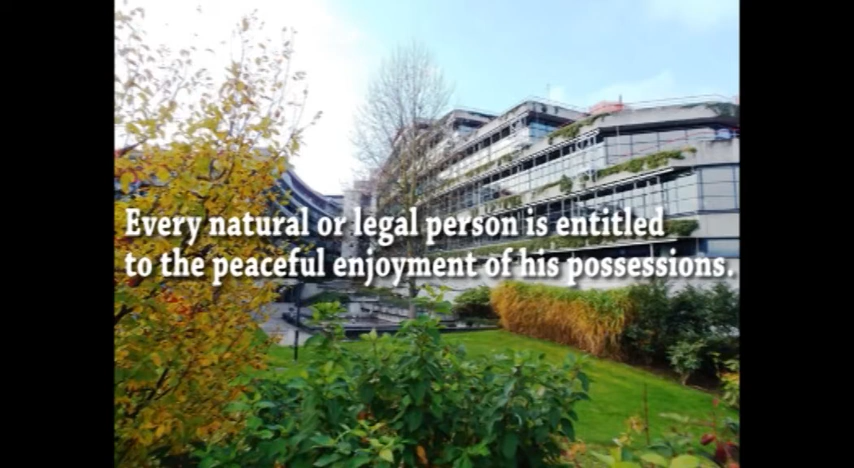 Every natural or legal person is entitled
to the peaceful enjoyment of his possessions.